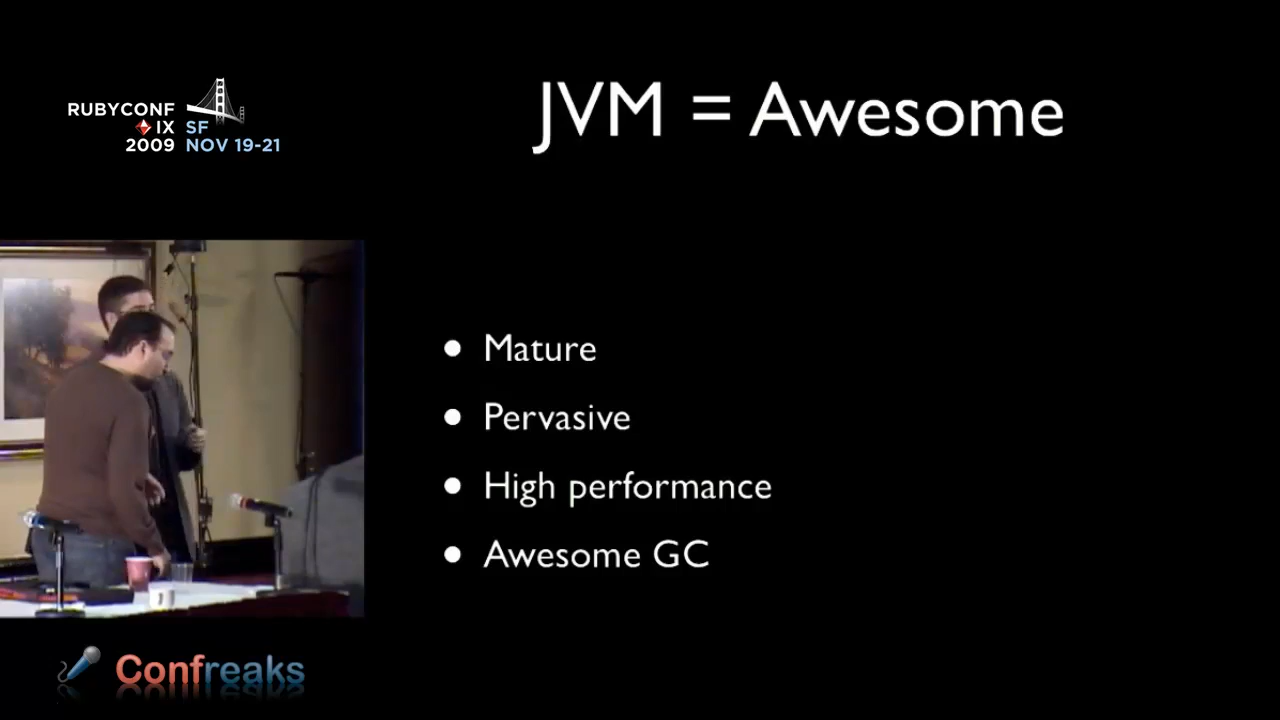 RUBYCONF
IX SF
2009 NOV 19-21
JVM = Awesome
• Mature
• Pervasive
• High performance
• Awesome GC
Confreaks